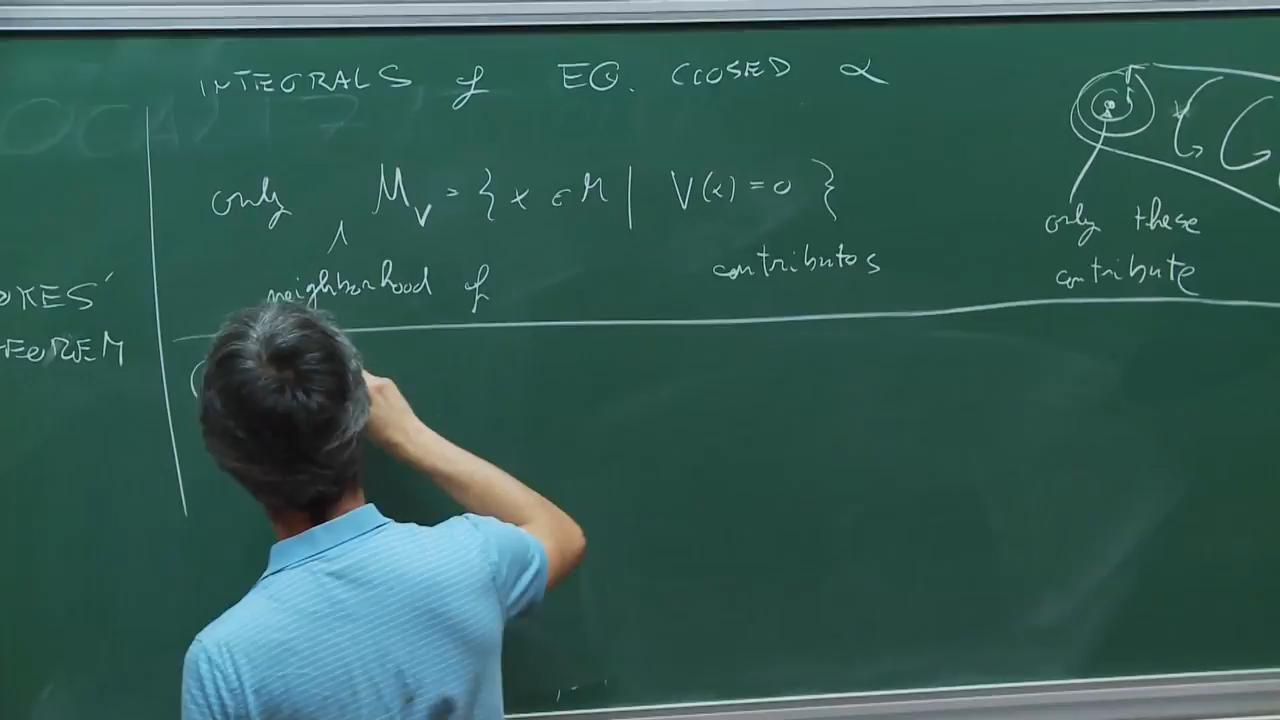 INTEGRALS of EQ. CLOSED α
only M_V = { x ∈ M | V(x) = 0 }
neighborhood of contributes
OKES'
EOREM
only these
contribute